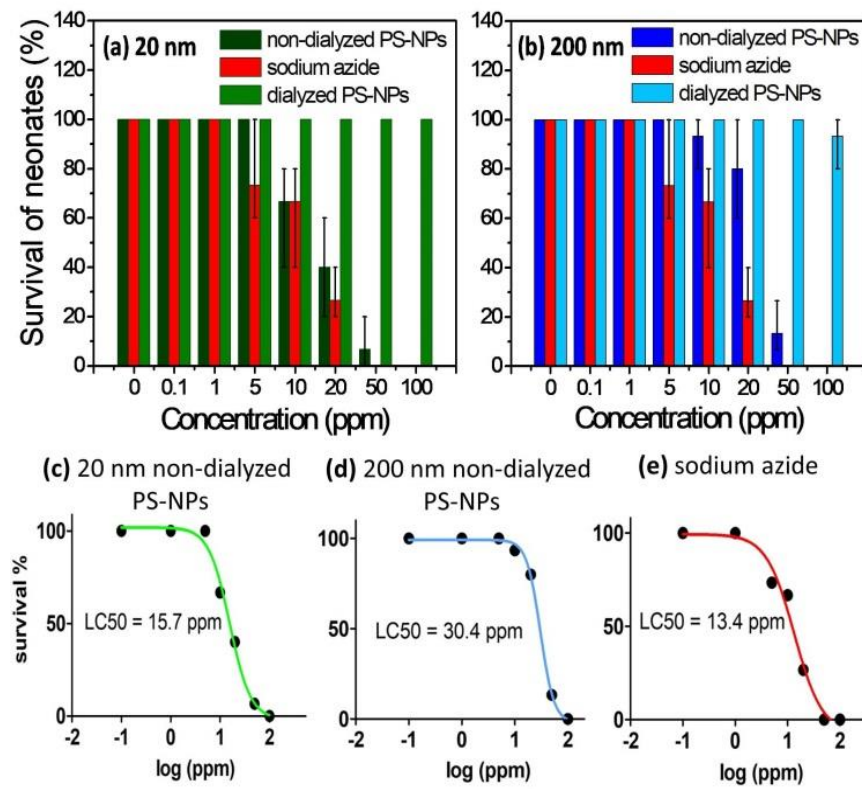 (a) 20 nm
non-dialyzed PS-NPs
sodium azide
dialyzed PS-NPs
Survival of neonates (%)
140
120
100
80
60
40
20
0
0 0.1 1 5 10 20 50 100
Concentration (ppm)
(b) 200 nm
non-dialyzed PS-NPs
sodium azide
dialyzed PS-NPs
140
120
100
80
60
40
20
0
0 0.1 1 5 10 20 50 100
Concentration (ppm)
(c) 20 nm non-dialyzed
PS-NPs
survival %
100
50
0
LC50 = 15.7 ppm
-2 -1 0 1 2
log (ppm)
(d) 200 nm non-dialyzed
PS-NPs
100
50
0
LC50 = 30.4 ppm
-2 -1 0 1 2
log (ppm)
(e) sodium azide
100
50
0
LC50 = 13.4 ppm
-2 -1 0 1 2
log (ppm)